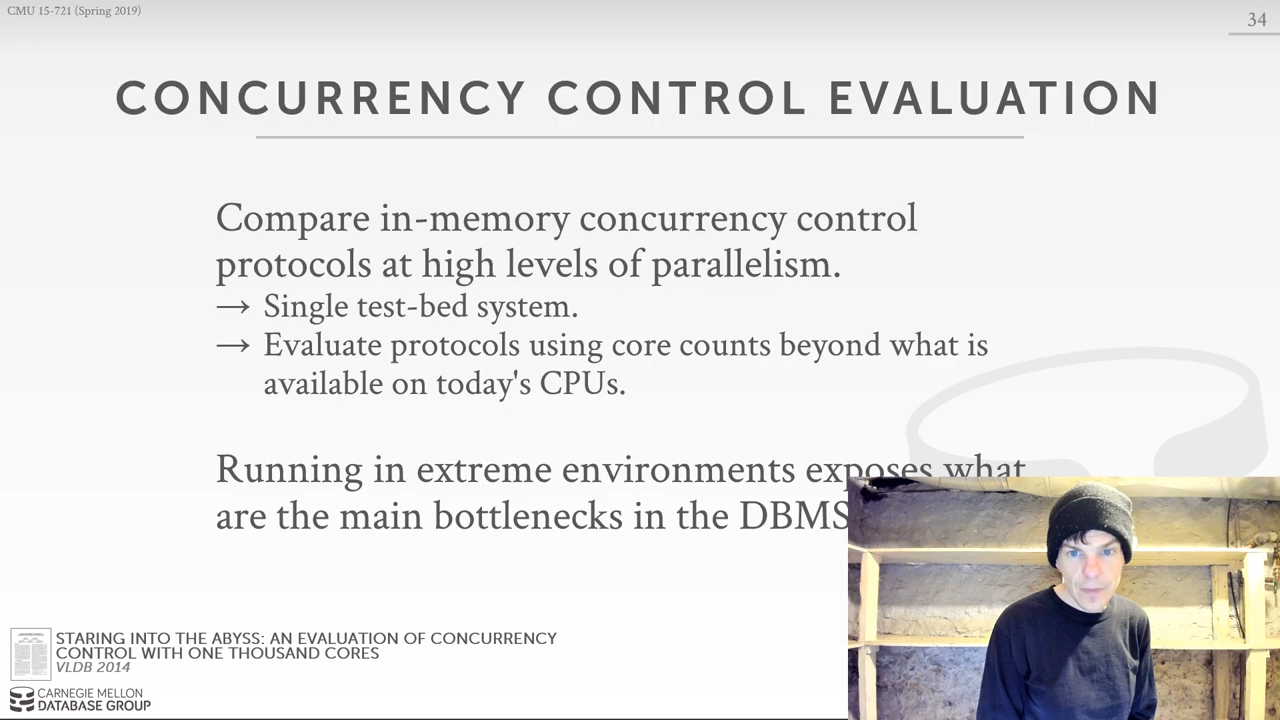 CMU 15-721 (Spring 2019)
34
CONCURRENCY CONTROL EVALUATION
Compare in-memory concurrency control
protocols at high levels of parallelism.
→ Single test-bed system.
→ Evaluate protocols using core counts beyond what is
available on today's CPUs.
Running in extreme environments exposes what
are the main bottlenecks in the DBMS
STARING INTO THE ABYSS: AN EVALUATION OF CONCURRENCY
CONTROL WITH ONE THOUSAND CORES
VLDB 2014
CARNEGIE MELLON
DATABASE GROUP